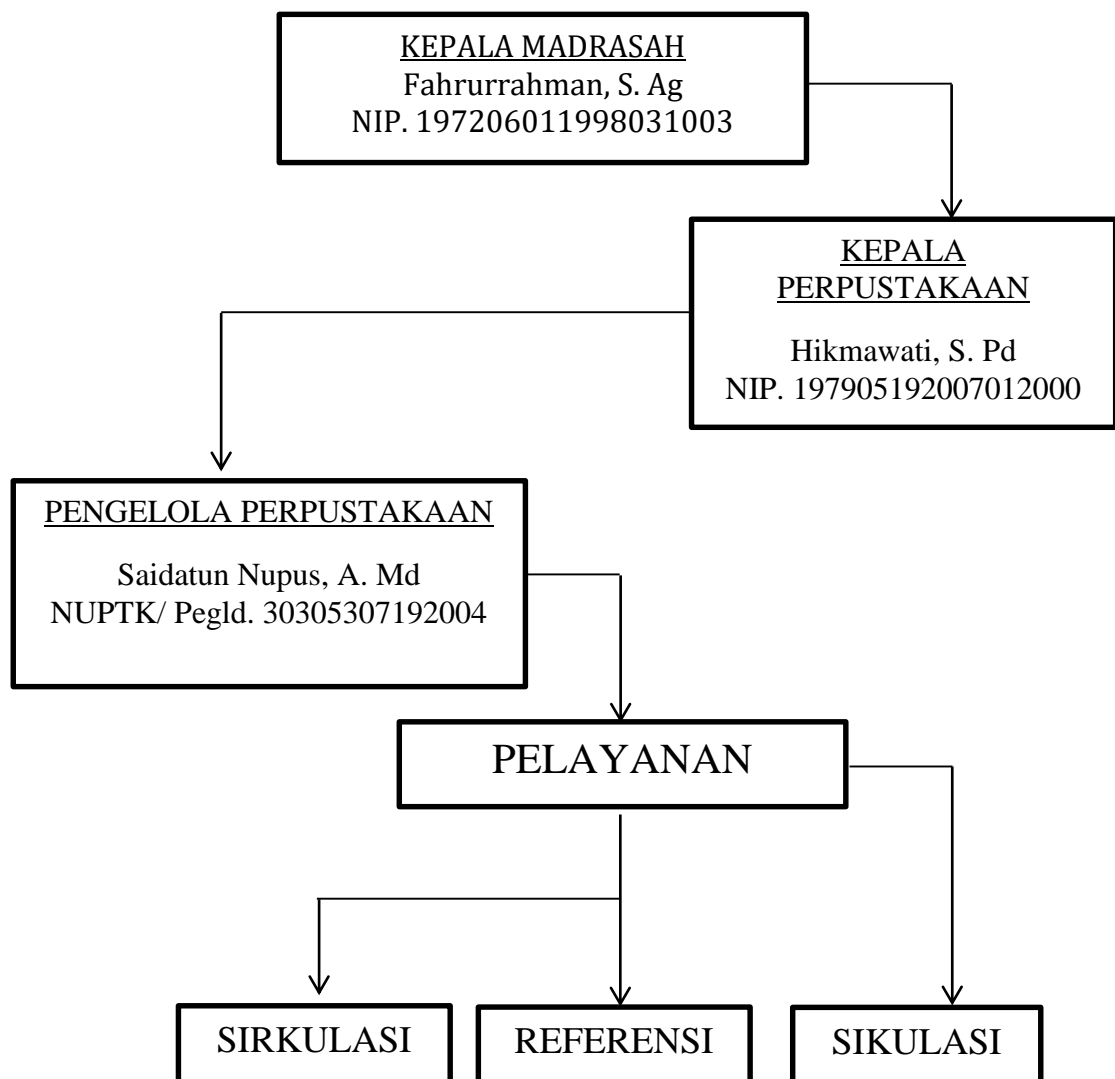 KEPALA MADRASAH
Fahrurrahman, S. Ag
NIP. 197206011998031003
KEPALA
PERPUSTAKAAN
Hikmawati, S. Pd
NIP. 197905192007012000
PENGELOLA PERPUSTAKAAN
Saidatun Nupus, A. Md
NUPTK/ Pegld. 30305307192004
PELAYANAN
SIRKULASI
REFERENSI
SIKULASI